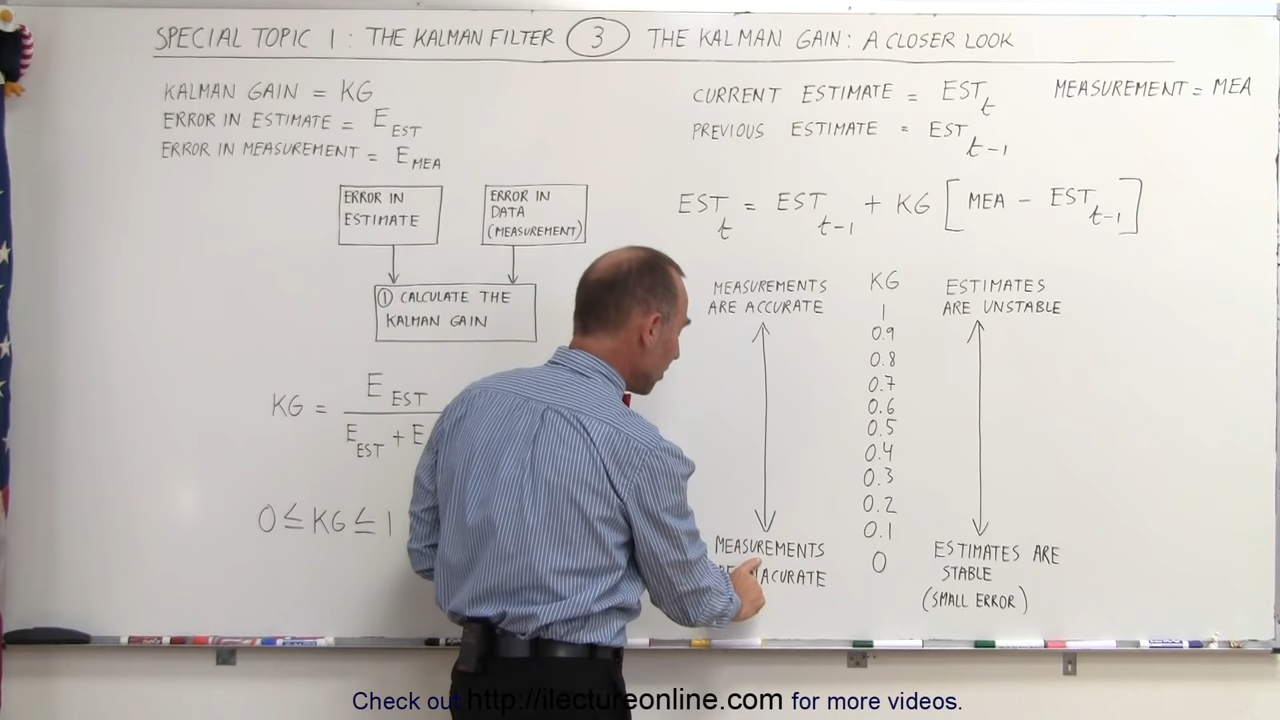 SPECIAL TOPIC 1: THE KALMAN FILTER 3 THE KALMAN GAIN: A CLOSER LOOK
KALMAN GAIN = KG
ERROR IN ESTIMATE = E EST
ERROR IN MEASUREMENT = E MEA
ERROR IN
ESTIMATE
ERROR IN
DATA
(MEASUREMENT)
1 CALCULATE THE
KALMAN GAIN
KG = E EST
E EST + E
0 ≤ KG ≤ 1
CURRENT ESTIMATE = EST t
MEASUREMENT = MEA
PREVIOUS ESTIMATE = EST t-1
EST t = EST t-1 + KG [MEA - EST t-1]
MEASUREMENTS
ARE ACCURATE
KG
1
0.9
0.8
0.7
0.6
0.5
0.4
0.3
0.2
0.1
0
ESTIMATES
ARE UNSTABLE
MEASUREMENTS
ESTIMATES ARE
STABLE
(SMALL ERROR)
Check out http://ilectureonline.com for more videos.